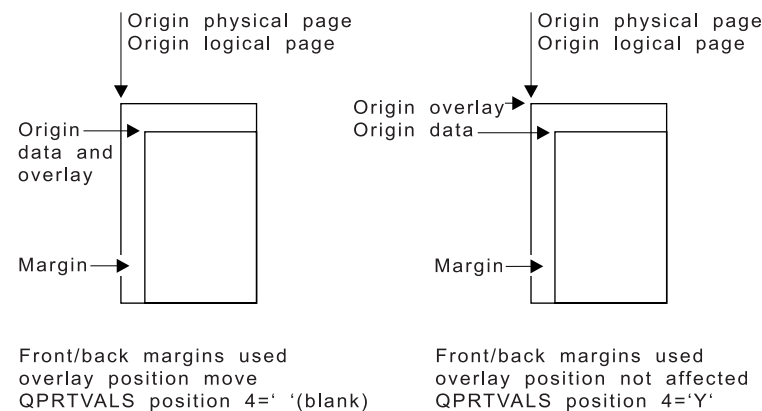 Origin physical page
Origin logical page
Origin
data and
overlay
Margin
Front/back margins used
overlay position move
QPRTVALS position 4=‘ ‘(blank)
Origin physical page
Origin logical page
Origin overlay
Origin data
Margin
Front/back margins used
overlay position not affected
QPRTVALS position 4=‘Y‘